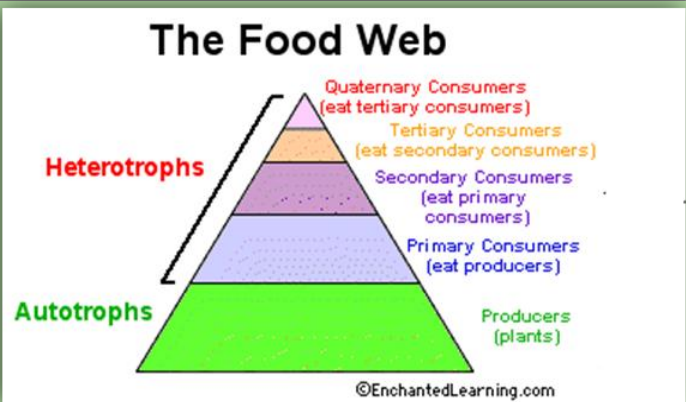 The Food Web
Quaternary Consumers
(eat tertiary consumers)
Tertiary Consumers
(eat secondary consumers)
Heterotrophs
Secondary Consumers
(eat primary
consumers)
Primary Consumers
(eat producers)
Autotrophs
Producers
(plants)
©EnchantedLearning.com